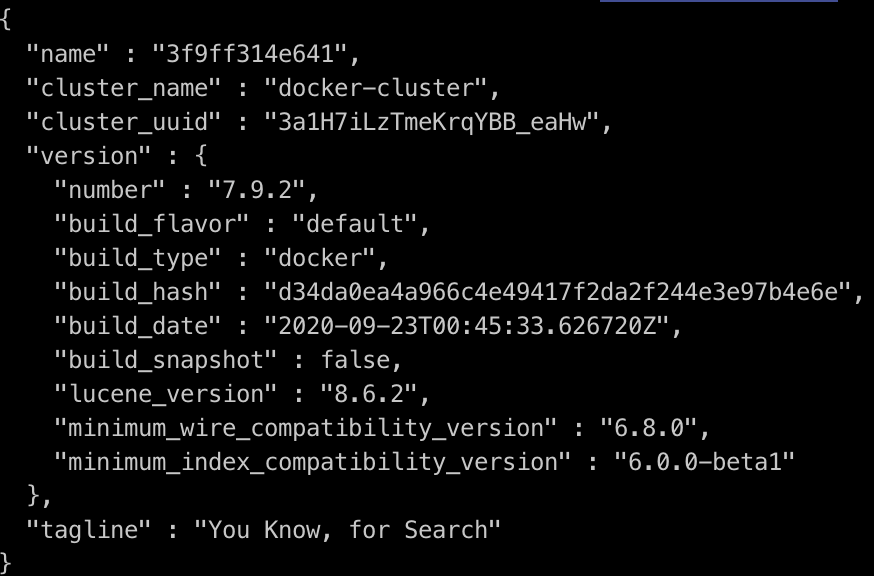 {
  "name" : "3f9ff314e641",
  "cluster_name" : "docker-cluster",
  "cluster_uuid" : "3a1H7iLzTmeKrqYBB_eaHw",
  "version" : {
    "number" : "7.9.2",
    "build_flavor" : "default",
    "build_type" : "docker",
    "build_hash" : "d34da0ea4a966c4e49417f2da2f244e3e97b4e6e",
    "build_date" : "2020-09-23T00:45:33.626720Z",
    "build_snapshot" : false,
    "lucene_version" : "8.6.2",
    "minimum_wire_compatibility_version" : "6.8.0",
    "minimum_index_compatibility_version" : "6.0.0-beta1"
  },
  "tagline" : "You Know, for Search"
}